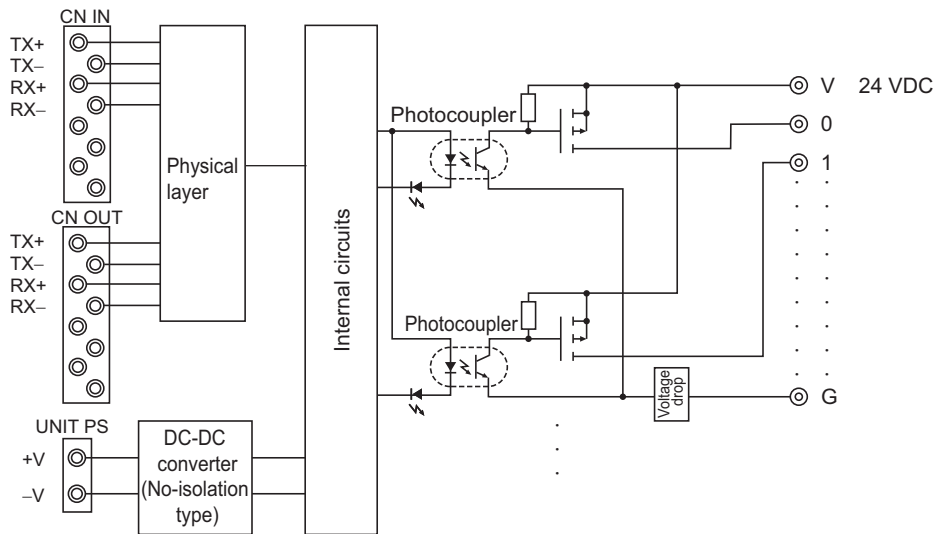 CN IN
TX+
TX−
RX+
RX−
Physical
layer
CN OUT
TX+
TX−
RX+
RX−
UNIT PS
+V
−V
DC-DC
converter
(No-isolation
type)
Internal circuits
Photocoupler
Photocoupler
Voltage
drop
V 24 VDC
0
1
G